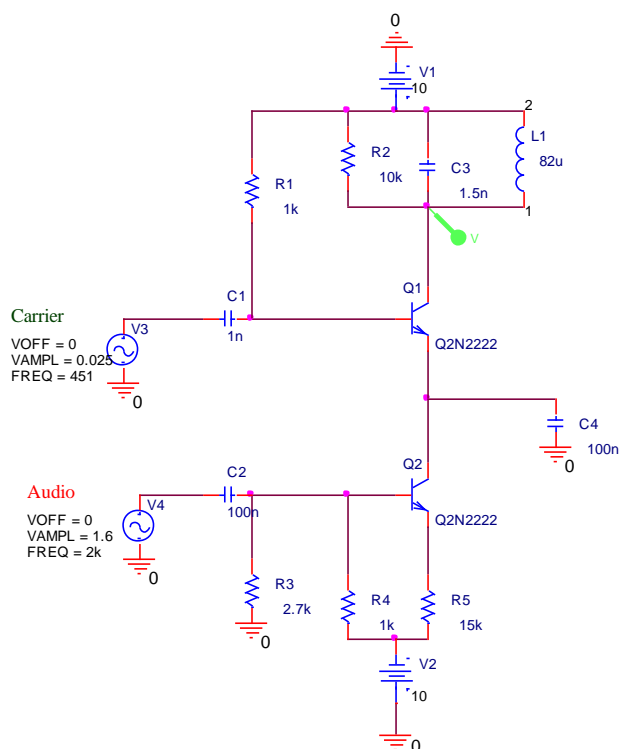 0
V1
10
2
R2
10k
C3
1.5n
L1
82u
1
R1
1k
V
Carrier
VOFF = 0
VAMPL = 0.025
FREQ = 451
V3
0
C1
1n
Q1
Q2N2222
C4
100n
0
Audio
VOFF = 0
VAMPL = 1.6
FREQ = 2k
V4
0
C2
100n
Q2
Q2N2222
R3
2.7k
0
R4
1k
R5
15k
V2
10
0